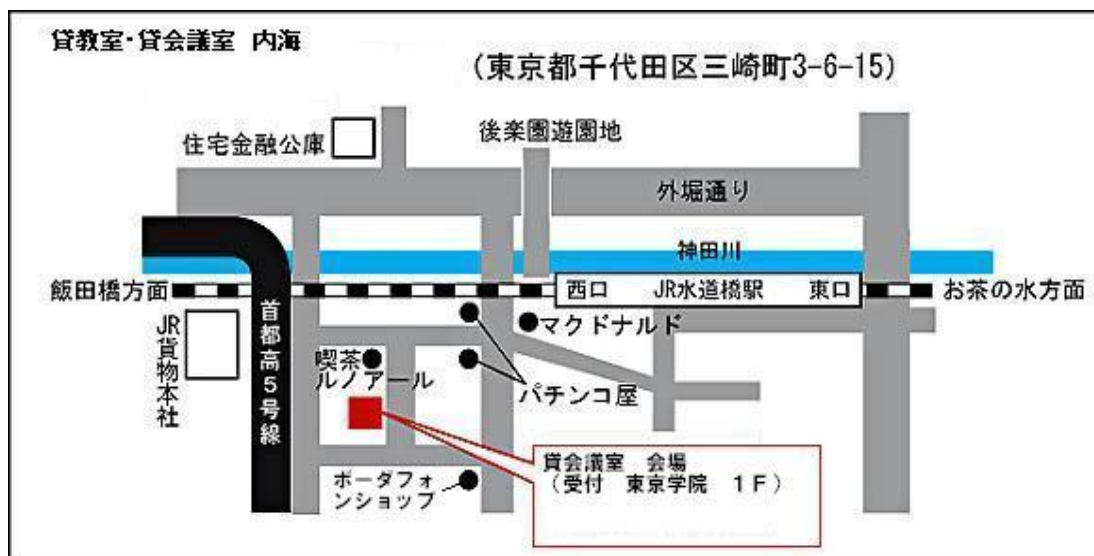 貸教室・貸会議室 内海
（東京都千代田区三崎町3-6-15）
住宅金融公庫
後楽園遊園地
外堀通り
神田川
飯田橋方面
西口 JR水道橋駅 東口
お茶の水方面
JR貨物本社
首都高5号線
マクドナルド
喫茶
ルノアール
パチンコ屋
貸会議室 会場
（受付 東京学院 1F）
ボーダフォ
ンショップ